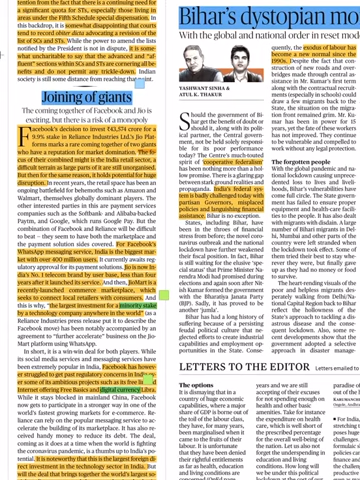 tention from the fact that there is a continuing need for
a significant quota for STs, especially those living in
areas under the Fifth Schedule special dispensation. In
this backdrop, it is somewhat disquieting that courts
tend to record obiter dicta advocating a revision of the
list of SCs and STs. While the power to amend the lists
notified by the President is not in dispute, it is some-
what uncharitable to say that the advanced and "af-
fluent" sections within SCs and STs are cornering all be-
nefits and do not permit any trickle-down. Indian
society is still some distance from reaching that point.
Joining of giants
The coming together of Facebook and Jio is
exciting, but there is a risk of a monopoly
Facebook's decision to invest ₹43,574 crore for a
9.9% stake in Reliance Industries Ltd.'s Jio Plat-
forms marks a rare coming together of two giants
who have a reputation for market domination. The fo-
cus of their combined might is the India retail sector, a
difficult terrain as large parts of it are still unorganised.
But then for the same reason, it holds potential for huge
disruption. In recent years, the retail space has been an
ongoing battlefield for behemoths such as Amazon and
Walmart, themselves globally dominant players. The
other interested parties in this are payment services
companies such as the Softbank- and Alibaba-backed
Paytm, and Google, which runs Google Pay. But the
combination of Facebook and Reliance will be difficult
to beat — they seem to have both the marketplace and
the payment solution sides covered. For Facebook's
WhatsApp messaging service, India is the biggest mar-
ket with over 400 million users. It currently awaits reg-
ulatory approval for its payment solutions. Jio is now In-
dia's No. 1 telecom brand by user base, less than four
years after it launched its service. And then, JioMart is a
recently-launched commerce marketplace, which
seeks to connect local retailers with consumers. And
this is why, "the largest investment for a minority stake
by a technology company anywhere in the world" (as a
Reliance Industries press release put it to describe the
Facebook move) has been notably accompanied by an
agreement to "further accelerate" business on the Jio-
Mart platform using WhatsApp.
In short, it is a win-win deal for both players. While
its social media services and messaging services have
been extremely popular in India, Facebook has howev-
er struggled to get past regulatory concerns in
er some of its ambitious projects such as its free
Internet offering Free Basics and digital currency Libra.
While it stays blocked in mainland China, Facebook
now gets to participate in a stronger way in one of the
world's fastest growing markets for e-commerce. Re-
liance can rely on the popular messaging service to ac-
celerate the building of its marketplace. It has also re-
ceived handy money to reduce its debt. The deal,
coming as it does at a time when the world is fighting
the coronavirus pandemic, is a thumbs up to India's po-
tential. It is noteworthy that this is the largest foreign di-
rect investment in the technology sector in India. But
will the deal that brings together the world's largest so-
Bihar's dystopian mo
With the global and national order in reset mode
YASHWANT SINHA &
ATUL K. THAKUR
Should the government of Bi-
har get the benefit of doubt or
should it, along with its polit-
ical partner, the Central govern-
ment, not be held solely responsi-
ble for its poor performance
today? The Centre's much-touted
spirit of 'cooperative federalism'
has been nothing more than a hol-
low promise. There is a glaring gap
between stark ground realities and
propaganda. India's federal sys-
tem is badly challenged today with
partisan Governors, misplaced
policies and languishing financial
assistance. Bihar is no exception.
States, including Bihar, have
been in the throes of financial
stress from before; the novel coro-
navirus outbreak and the national
lockdown have further weakened
their fiscal position. In fact, Bihar
is still waiting for the elusive 'spe-
cial status' that Prime Minister Na-
rendra Modi had promised during
elections and again soon after Ni-
tish Kumar formed the government
with the Bharatiya Janata Party
(BJP). Sadly, it has proved to be
another 'jumla'.
Bihar has had a long history of
suffering because of a persisting
feudal political culture that ne-
glected efforts to create industrial
capabilities and employment op-
portunities in the State. Conse-
quently, the exodus of labour has
become a new normal since the
1990s. Despite the fact that con-
struction of new roads and over-
bridges made through central as-
sistance in Mr. Kumar's first term
along with the contractual recruit-
ments (especially in schools) could
draw a few migrants back to the
State, the situation on the migra-
tion front remained grim. Mr. Ku-
mar has been in power for 15
years, yet the fate of these workers
has not improved. They continue
to be vulnerable and compelled to
work without any legal protection.
The forgotten people
With the global pandemic and na-
tional lockdown causing unprece-
dented loss to lives and liveli-
hoods, Bihar's vulnerabilities have
come full circle. The State govern-
ment has failed to ensure proper
equipment and health-care facili-
ties to the people. It has also dealt
with migrants with disdain. A large
number of Bihari migrants in Del-
hi, Mumbai and other parts of the
country were left stranded when
the lockdown took effect. Some of
them tried their best to stay wher-
ever they were, but finally gave
up as they had no money or food
to survive.
The heart-rending visuals of the
poor and helpless migrants des-
perately walking from Delhi/Na-
tional Capital Region back to Bihar
reflect the hollowness of the
State's approach to tackling a dis-
astrous disease and the conse-
quent lockdown. Also, some re-
cent developments show that the
government adopted a selective
approach in disaster manage-
LETTERS TO THE EDITOR
Letters emailed to
The options
It is dismaying that in a
country of huge economic
capabilities, where a major
share of GDP is borne out of
the toil of the labour class,
they have, for many years,
been marginalised when it
came to the fruits of their
labour. It is unfortunate
that they have been denied
their rightful entitlements
as far as health, education
and living conditions are
years and we are still
accepting of their excuses
for not spending enough on
health and other basic
amenities. Take for instance
the expenditure on health
care, which is well short of
the prescribed percentage
for the overall well-being of
the nation. Let us also not
forget the underspending in
education and living
conditions. How long will
we be under this political
lockdown at the cost of our